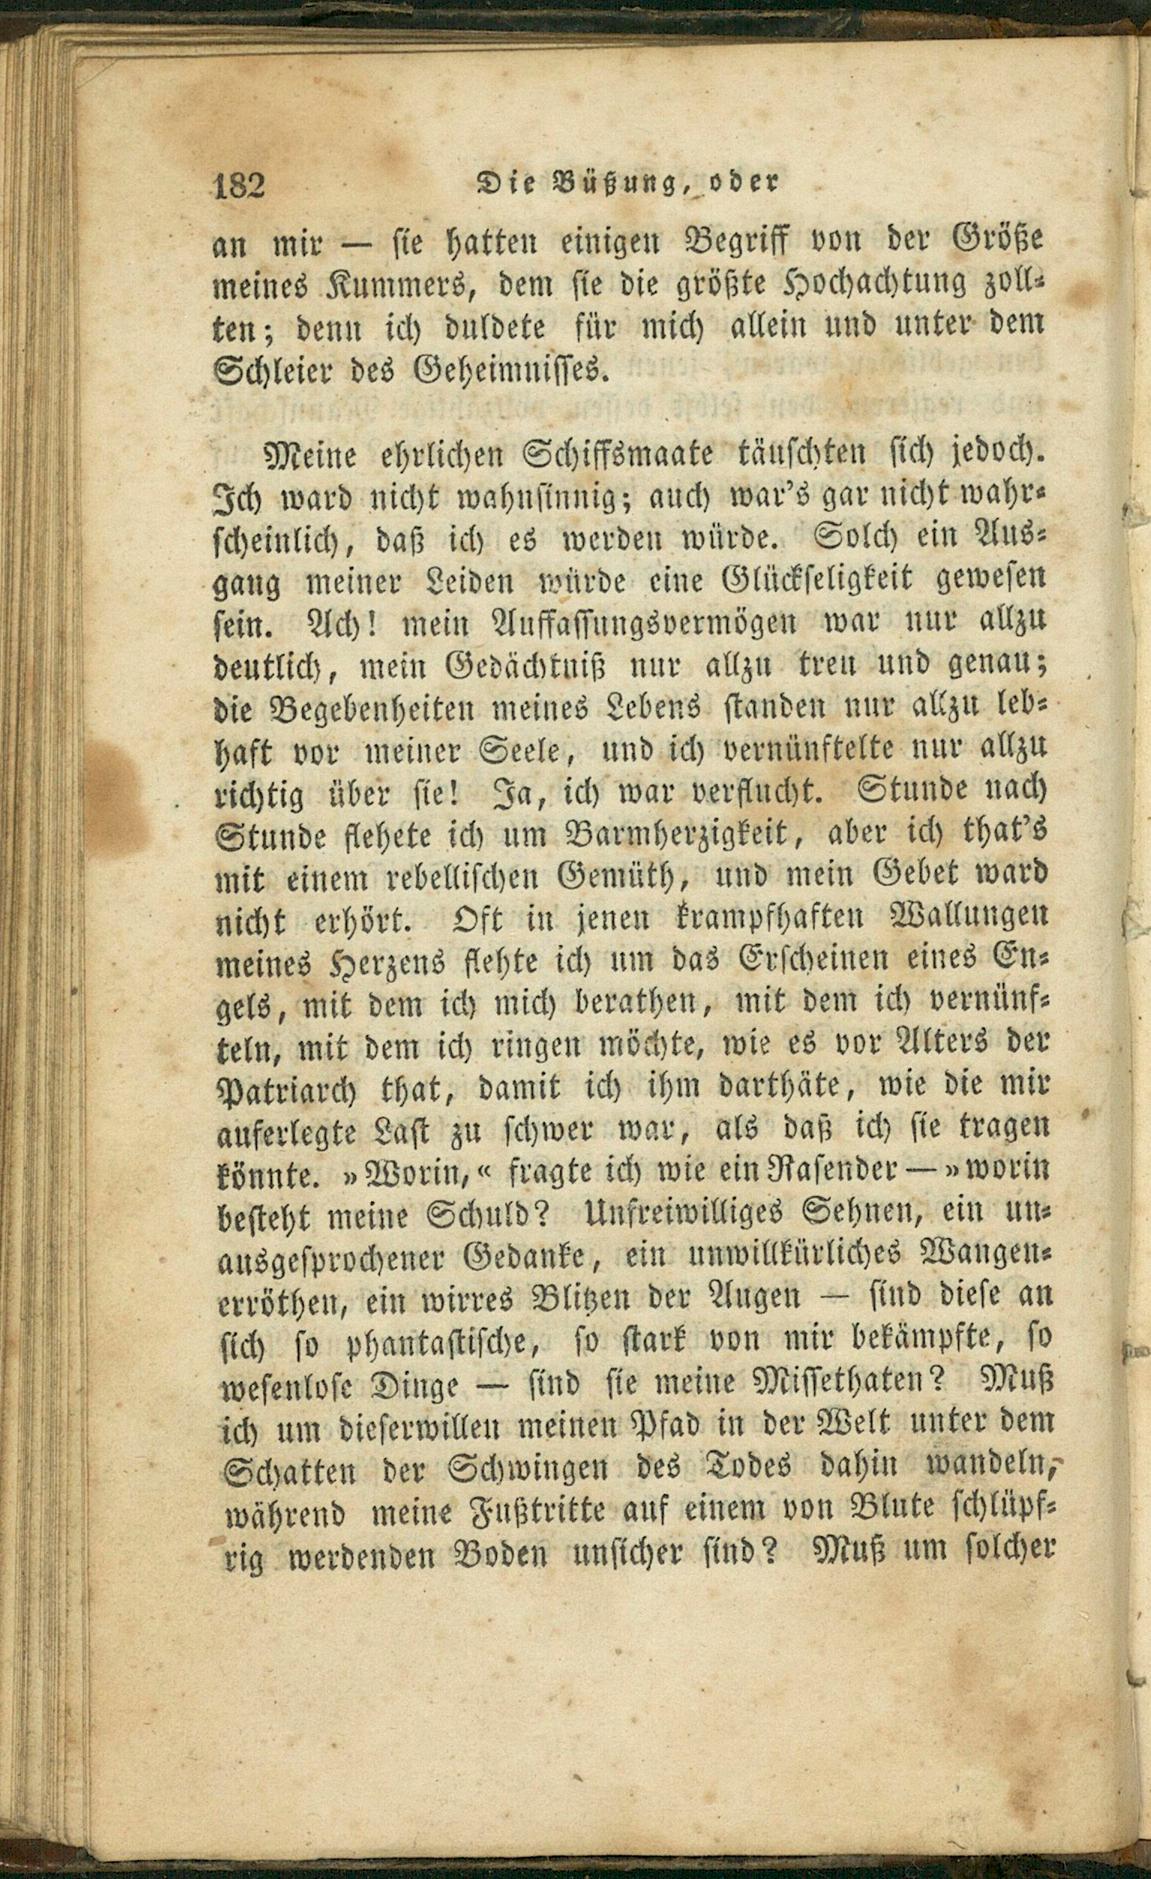 182 Die Büßung, oder
an mir — sie hatten einigen Begriff von der Größe
meines Kummers, dem sie die größte Hochachtung zoll-
ten; denn ich duldete für mich allein und unter dem
Schleier des Geheimnisses.
Meine ehrlichen Schiffsmaate täuschten sich jedoch.
Ich ward nicht wahnsinnig; auch war's gar nicht wahr-
scheinlich, daß ich es werden würde. Solch ein Aus-
gang meiner Leiden würde eine Glückseligkeit gewesen
sein. Ach! mein Auffassungsvermögen war nur allzu
deutlich, mein Gedächtniß nur allzu treu und genau;
die Begebenheiten meines Lebens standen nur allzu leb-
haft vor meiner Seele, und ich vernünftelte nur allzu
richtig über sie! Ja, ich war verflucht. Stunde nach
Stunde flehete ich um Barmherzigkeit, aber ich that's
mit einem rebellischen Gemüth, und mein Gebet ward
nicht erhört. Oft in jenen krampfhaften Wallungen
meines Herzens flehte ich um das Erscheinen eines En-
gels, mit dem ich mich berathen, mit dem ich vernünf-
teln, mit dem ich ringen möchte, wie es vor Alters der
Patriarch that, damit ich ihm darthäte, wie die mir
auferlegte Last zu schwer war, als daß ich sie tragen
könnte. »Worin,« fragte ich wie ein Rasender — »worin
besteht meine Schuld? Unfreiwilliges Sehnen, ein un-
ausgesprochener Gedanke, ein unwillkürliches Wangen-
erröthen, ein wirres Blitzen der Augen — sind diese an
sich so phantastische, so stark von mir bekämpfte, so
wesenlose Dinge — sind sie meine Missethaten? Muß
ich um dieserwillen meinen Pfad in der Welt unter dem
Schatten der Schwingen des Todes dahin wandeln,
während meine Fußtritte auf einem von Blute schlüpf-
rig werdenden Boden unsicher sind? Muß um solcher